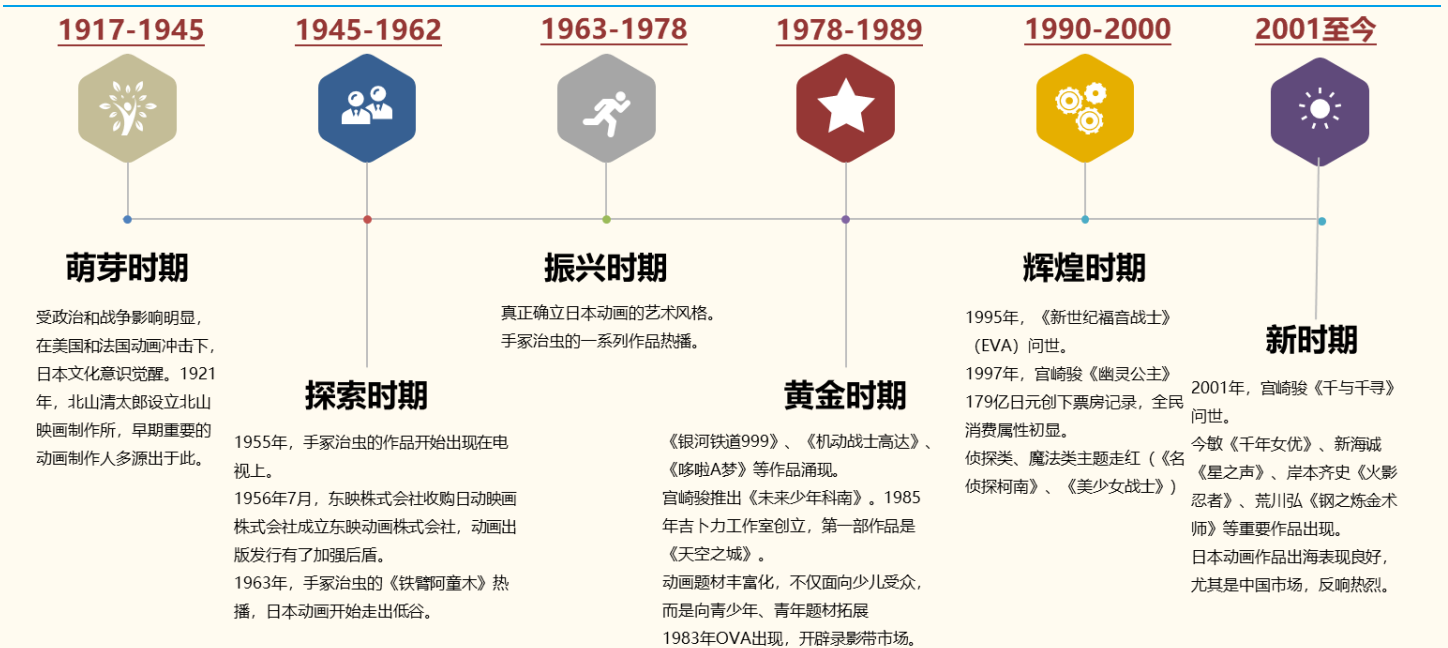 1917-1945
1945-1962
1963-1978
1978-1989
1990-2000
2001至今
萌芽时期
受政治和战争影响明显，
在美国和法国动画冲击下，
日本文化意识觉醒。1921
年，北山清太郎设立北山
映画制作所，早期重要的
动画制作人多源出于此。
探索时期
1955年，手冢治虫的作品开始出现在电
视上。
1956年7月，东映株式会社收购日动映画
株式会社成立东映动画株式会社，动画出
版发行有了加强后盾。
1963年，手冢治虫的《铁臂阿童木》热
播，日本动画开始走出低谷。
振兴时期
真正确立日本动画的艺术风格。
手冢治虫的一系列作品热播。
黄金时期
《银河铁道999》、《机动战士高达》、
《哆啦A梦》等作品涌现。
宫崎骏推出《未来少年科南》。1985
年吉卜力工作室创立，第一部作品是
《天空之城》。
动画题材丰富化，不仅面向少儿受众，
而是向青少年、青年题材拓展
1983年OVA出现，开辟录影带市场。
辉煌时期
1995年，《新世纪福音战士》
（EVA）问世。
1997年，宫崎骏《幽灵公主》
179亿日元创下票房记录，全民
消费属性初显。
侦探类、魔法类主题走红（《名
侦探柯南》、《美少女战士》）
新时期
2001年，宫崎骏《千与千寻》
问世。
今敏《千年女优》、新海诚
《星之声》、岸本齐史《火影
忍者》、荒川弘《钢之炼金术
师》等重要作品出现。
日本动画作品出海表现良好，
尤其是中国市场，反响热烈。